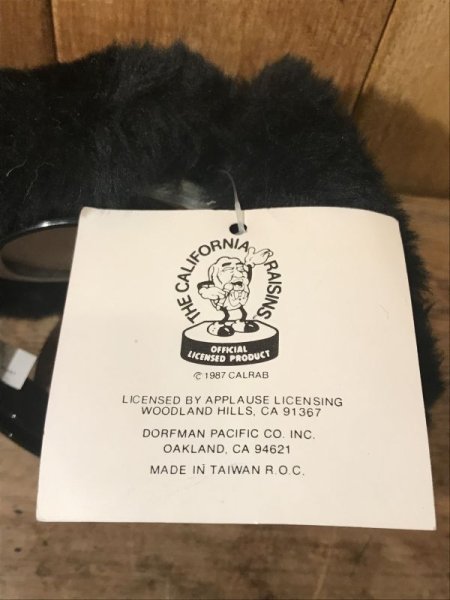 THE CALIFORNIA RAISINS™
OFFICIAL
LICENSED PRODUCT
© 1987 CALRAB
LICENSED BY APPLAUSE LICENSING
WOODLAND HILLS, CA 91367
DORFMAN PACIFIC CO. INC.
OAKLAND, CA 94621
MADE IN TAIWAN R.O.C.